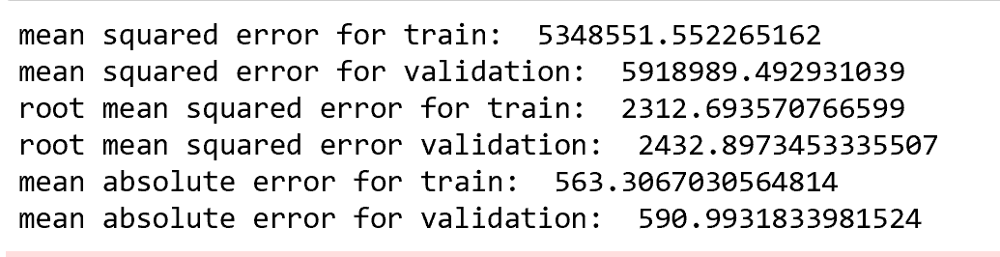 mean squared error for train:  5348551.552265162
mean squared error for validation:  5918989.492931039
root mean squared error for train:  2312.693570766599
root mean squared error validation:  2432.8973453335507
mean absolute error for train:  563.3067030564814
mean absolute error for validation:  590.9931833981524